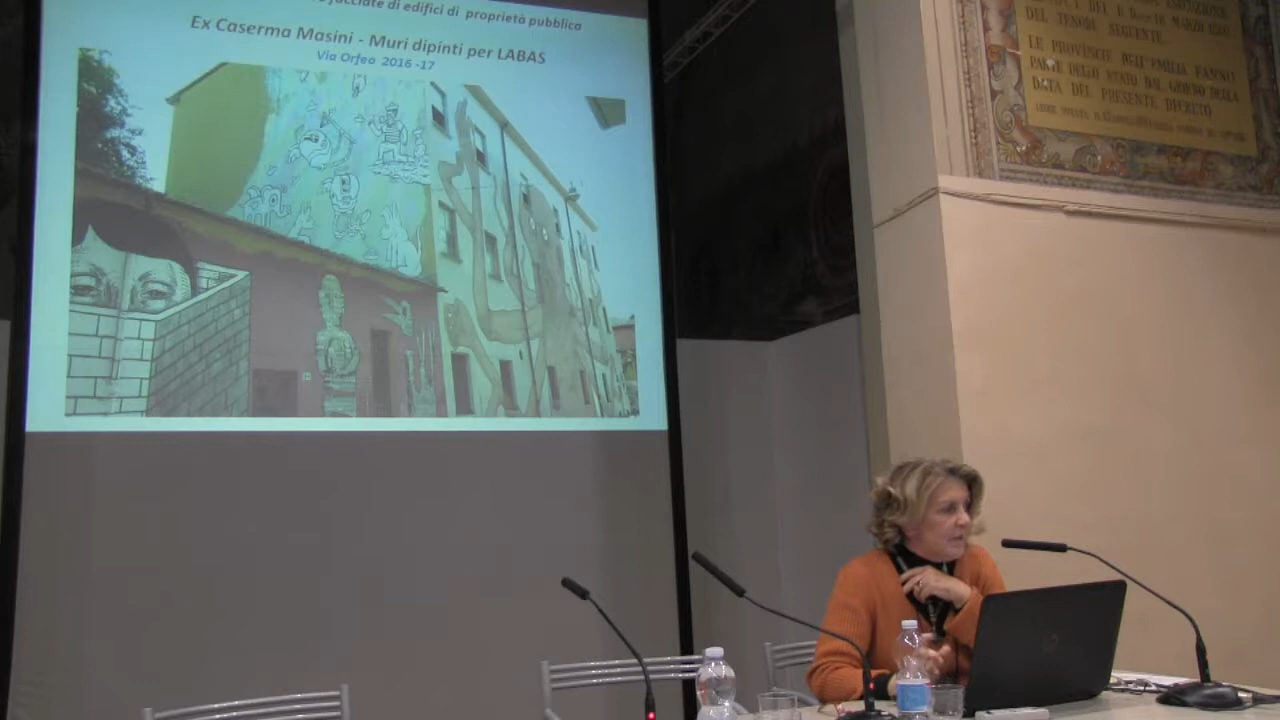 facciate di edifici di proprietà pubblica
Ex Caserma Masini - Muri dipinti per LABAS
Via Orfeo 2016 -17
DEL TENORE SEGUENTE
LE PROVINCIE DELL'EMILIA FANNO
PARTE DELLO STATO DAL GIORNO DELLA
DATA DEL PRESENTE DECRETO